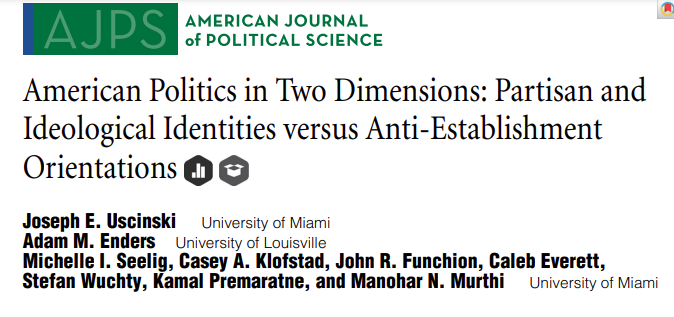 AJPS
AMERICAN JOURNAL
of POLITICAL SCIENCE
American Politics in Two Dimensions: Partisan and
Ideological Identities versus Anti-Establishment
Orientations
Joseph E. Uscinski University of Miami
Adam M. Enders University of Louisville
Michelle I. Seelig, Casey A. Klofstad, John R. Funchion, Caleb Everett,
Stefan Wuchty, Kamal Premaratne, and Manohar N. Murthi University of Miami